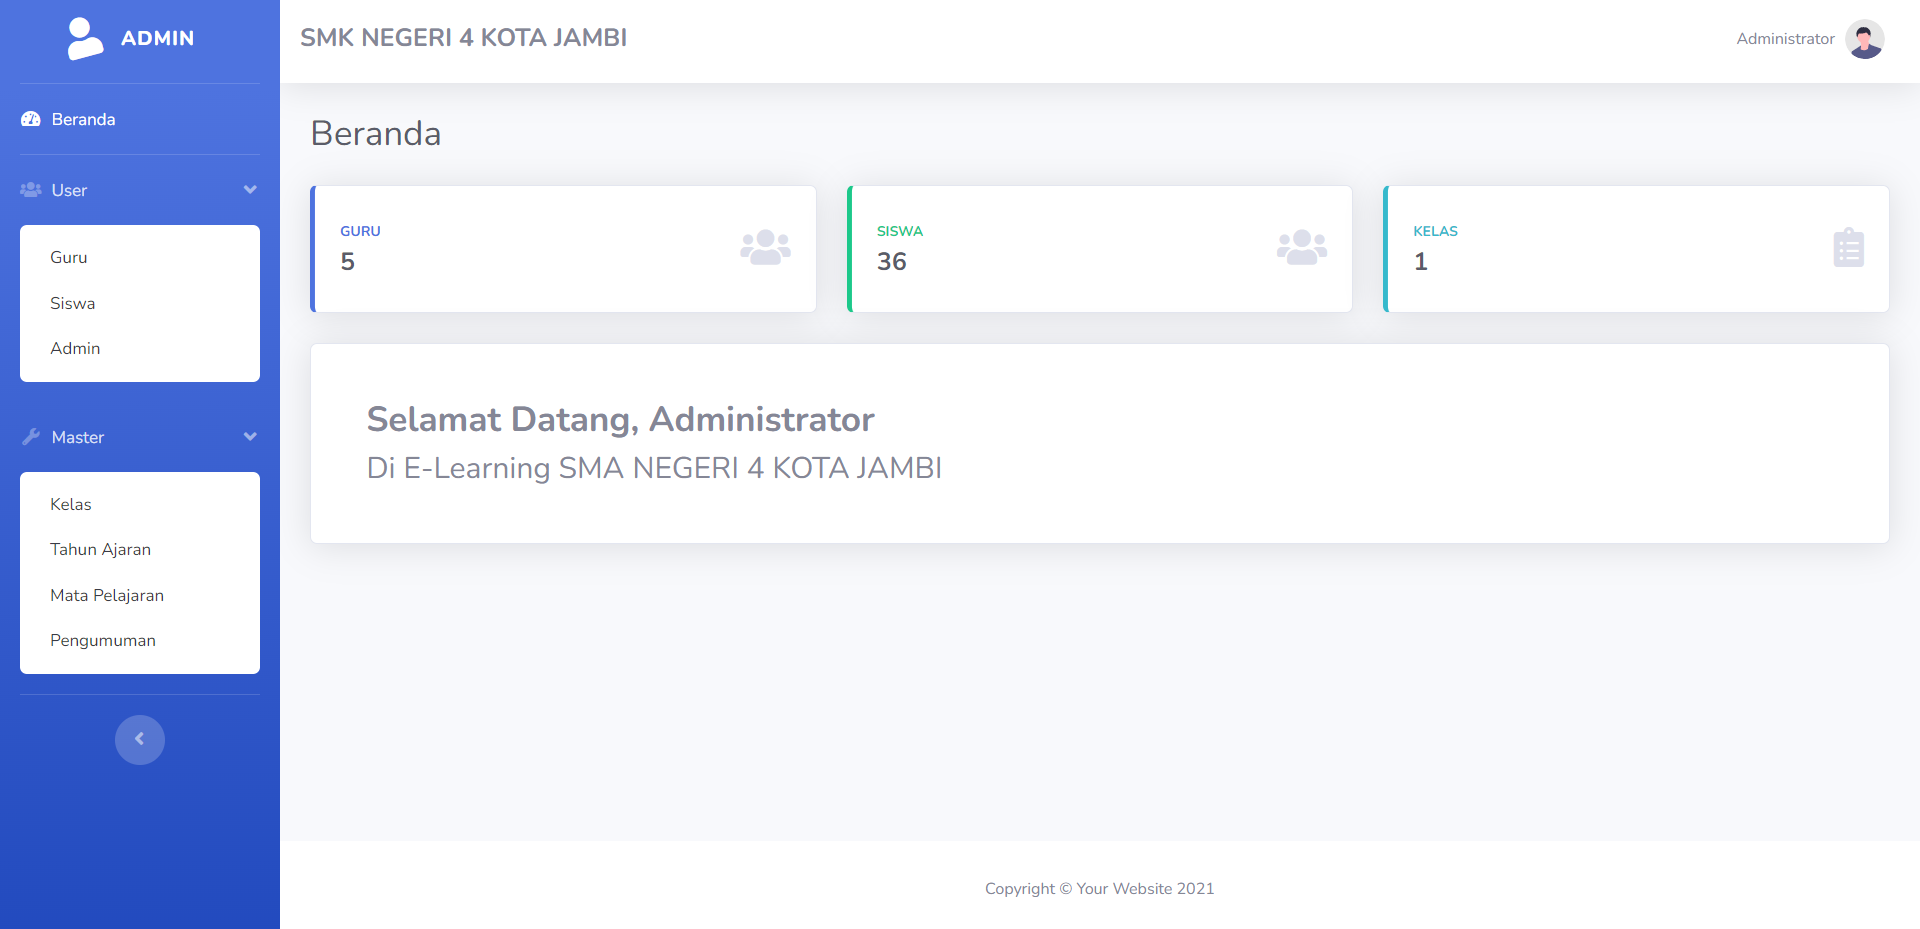 ADMIN
Beranda
User
Guru
Siswa
Admin
Master
Kelas
Tahun Ajaran
Mata Pelajaran
Pengumuman
SMK NEGERI 4 KOTA JAMBI
Administrator
Beranda
GURU
5
SISWA
36
KELAS
1
Selamat Datang, Administrator
Di E-Learning SMA NEGERI 4 KOTA JAMBI
Copyright © Your Website 2021